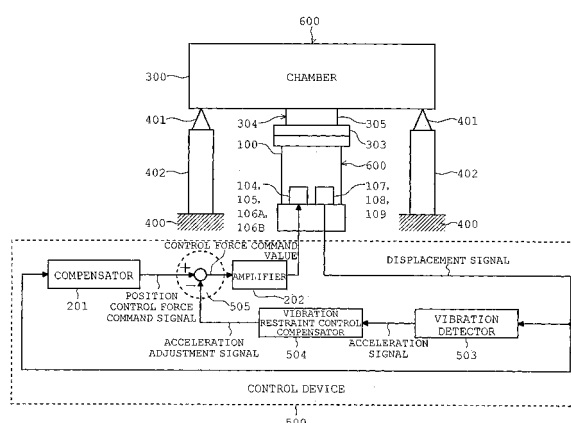 600
CHAMBER
300
401
304
305
401
303
100
402
600
402
104,
105,
106A,
106B
107,
108,
109
400
400
CONTROL FORCE COMMAND
VALUE
DISPLACEMENT SIGNAL
COMPENSATOR
+
−
AMPLIFIER
201
POSITION
CONTROL FORCE
COMMAND SIGNAL
505
202
VIBRATION
RESTRAINT CONTROL
COMPENSATOR
VIBRATION
DETECTOR
ACCELERATION
ADJUSTMENT SIGNAL
504
ACCELERATION
SIGNAL
503
CONTROL DEVICE
500